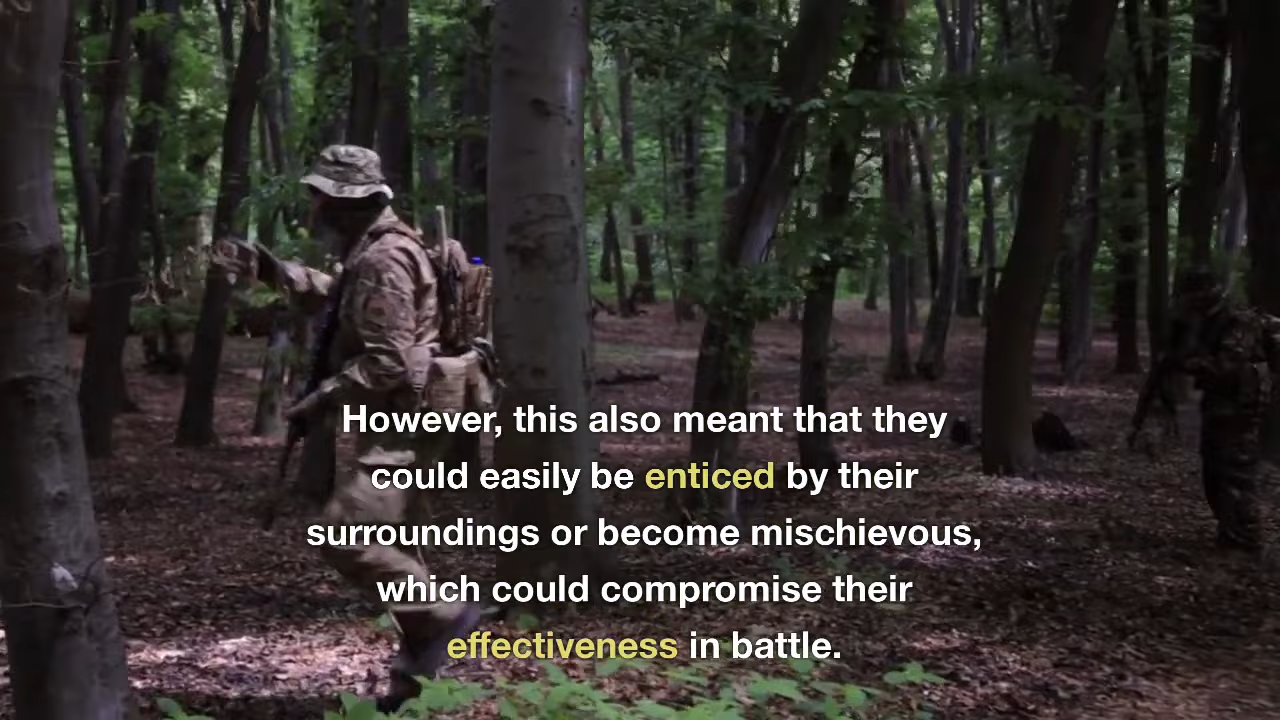 However, this also meant that they
could easily be enticed by their
surroundings or become mischievous,
which could compromise their
effectiveness in battle.